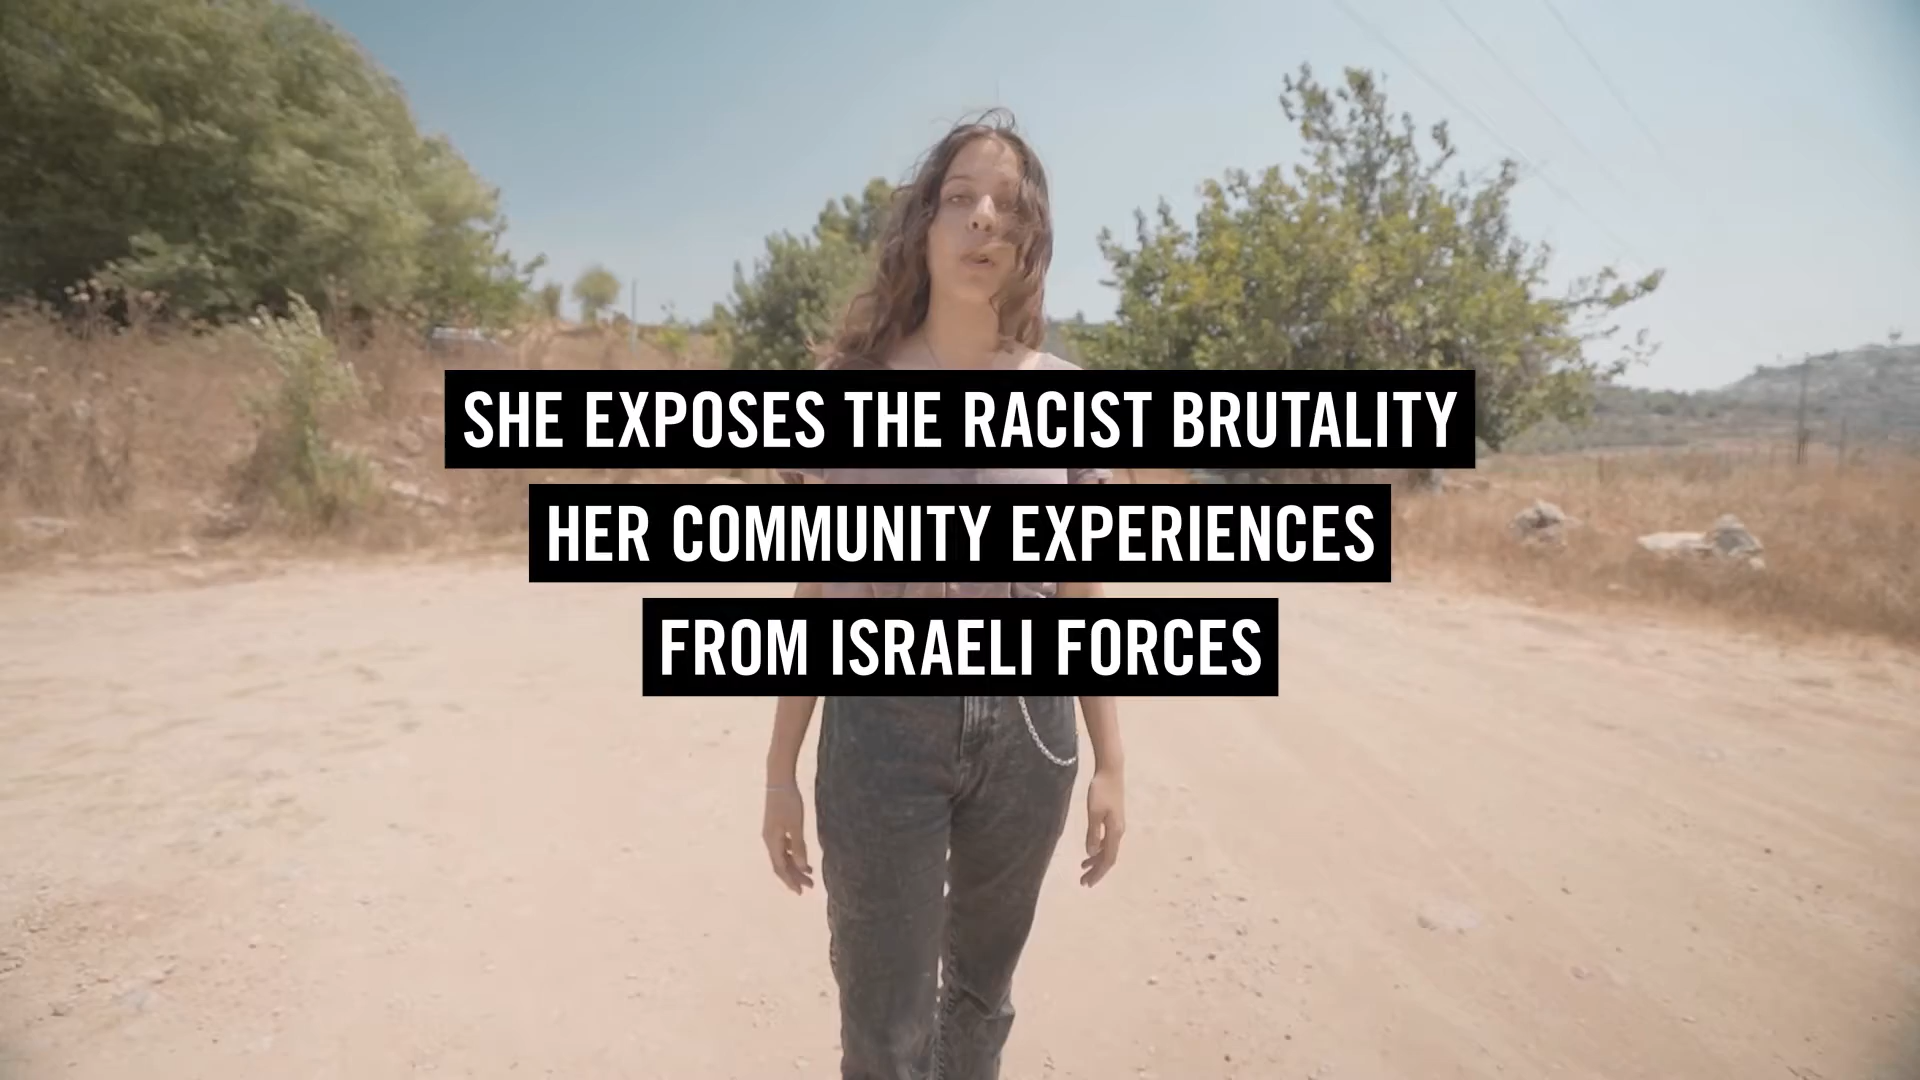 SHE EXPOSES THE RACIST BRUTALITY
HER COMMUNITY EXPERIENCES
FROM ISRAELI FORCES